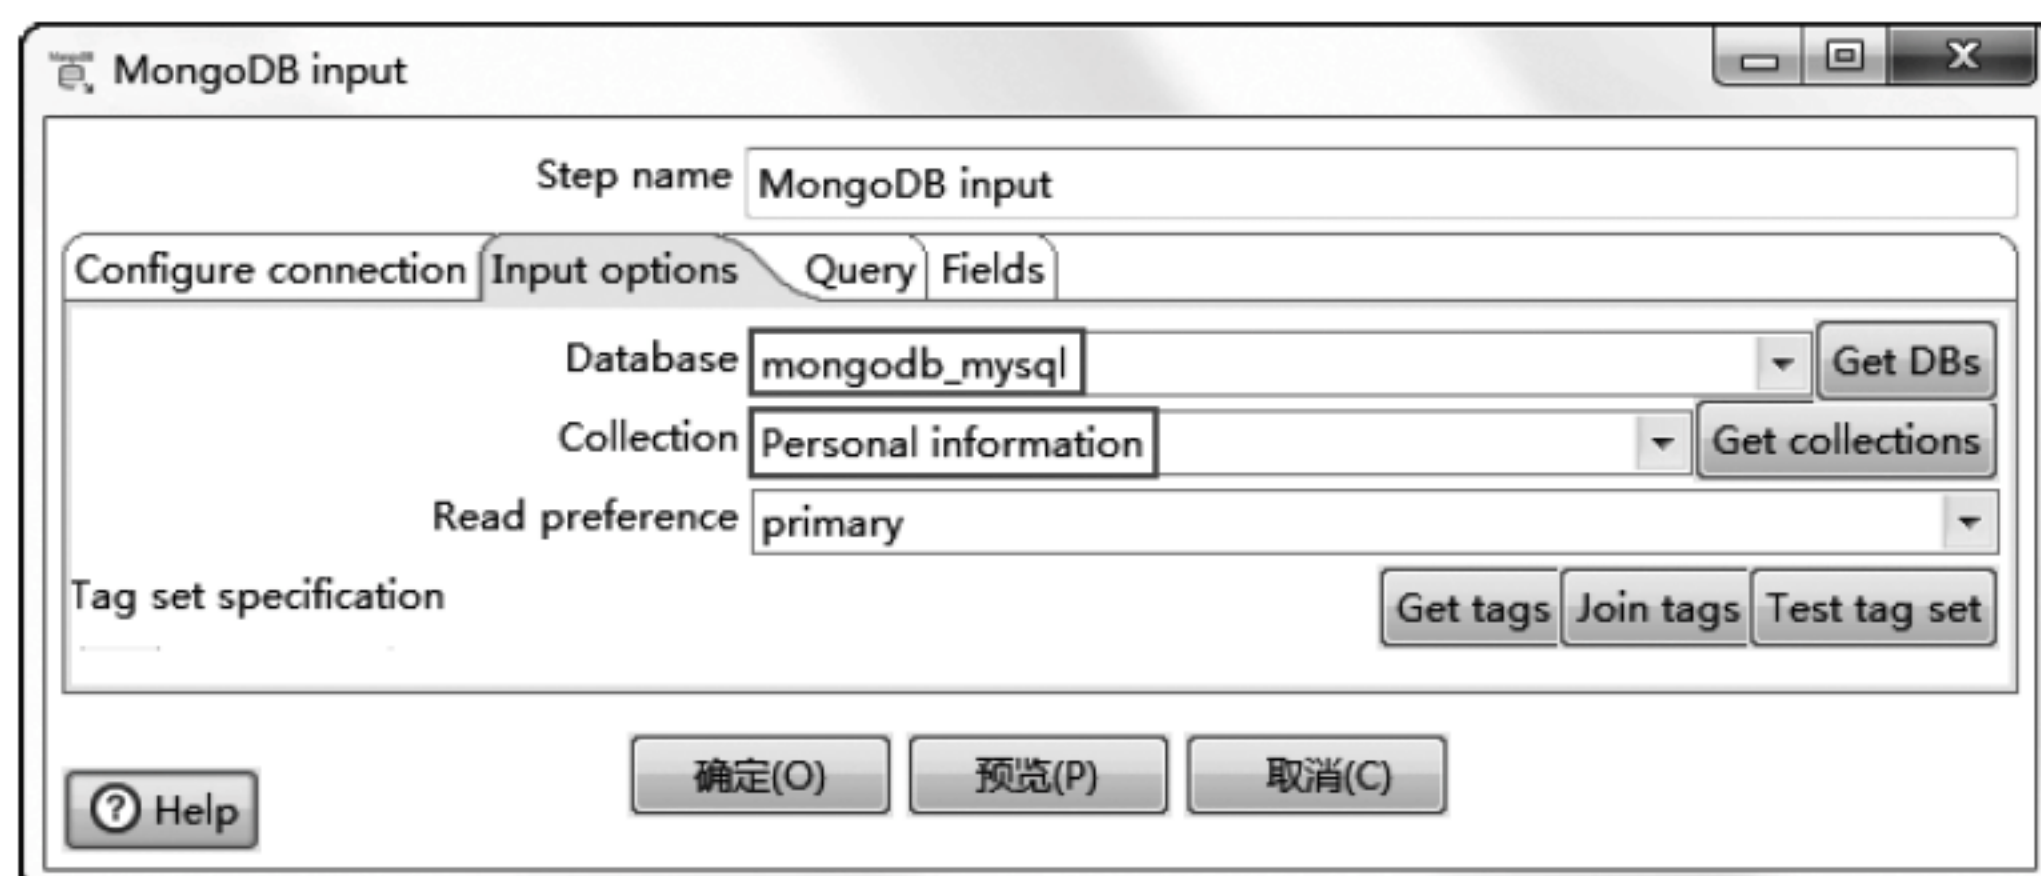 MongoDB input
Step name MongoDB input
Configure connection Input options Query Fields
Database mongodb_mysql Get DBs
Collection Personal information Get collections
Read preference primary
Tag set specification Get tags Join tags Test tag set
确定(O) 预览(P) 取消(C)
Help